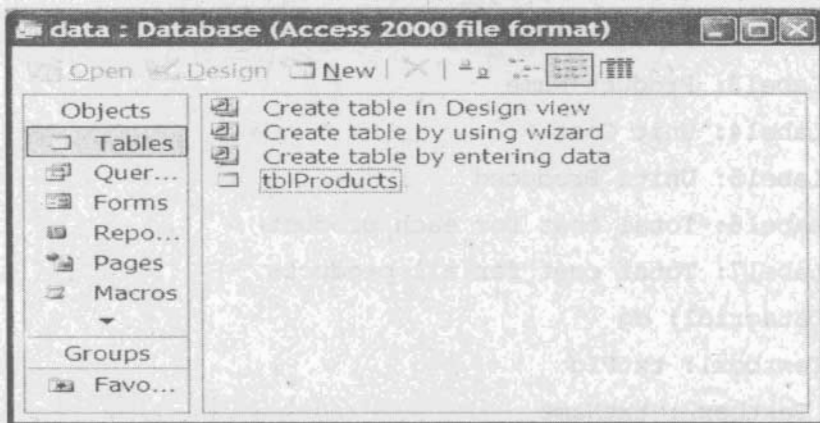 data : Database (Access 2000 file format)
Open Design New
Objects
Tables
Quer...
Forms
Repo...
Pages
Macros
Groups
Favo...
Create table in Design view
Create table by using wizard
Create table by entering data
tblProducts